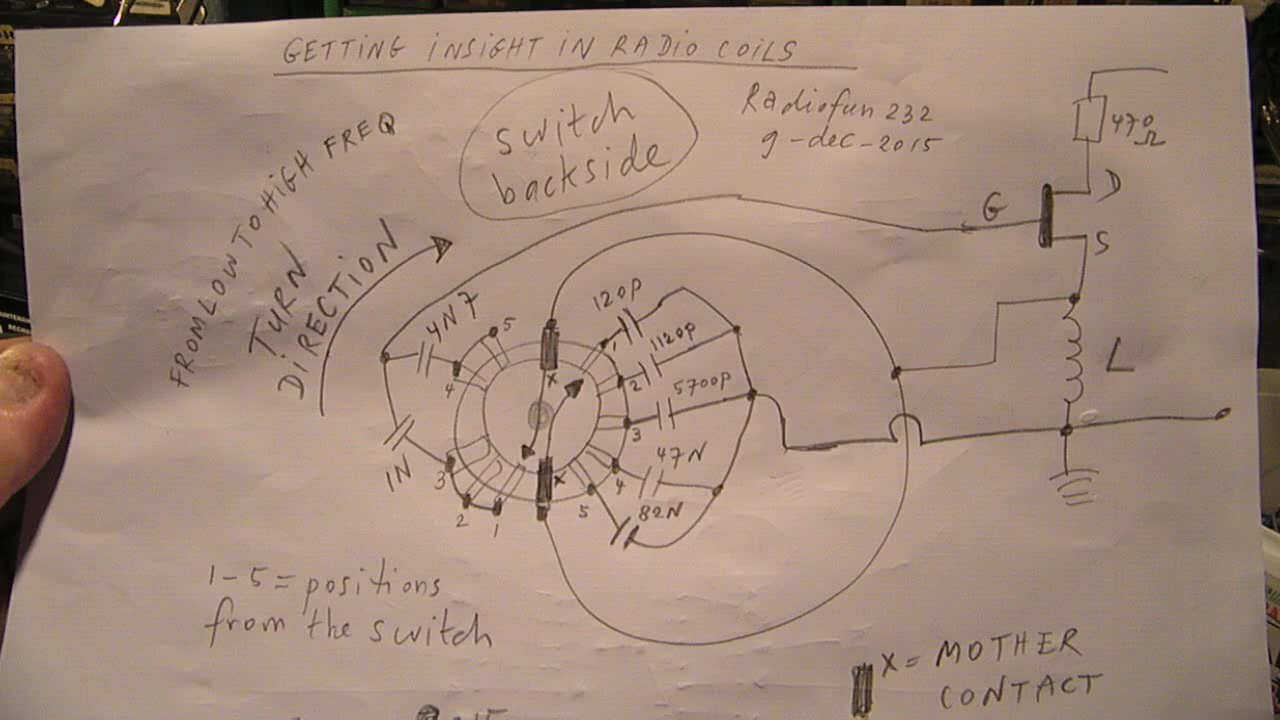 GETTING INSIGHT IN RADIO COILS
switch
backside
Radiofun 232
9-dec-2015
FROM LOW TO HIGH FREQ
TURN
DIRECTION
470
Ω
D
G
S
L
4N7
5
4
1N
3
2
1
X
120p
1120p
2
5700p
3
47N
4
82N
5
X
1-5 = positions
from the switch
X = MOTHER
CONTACT